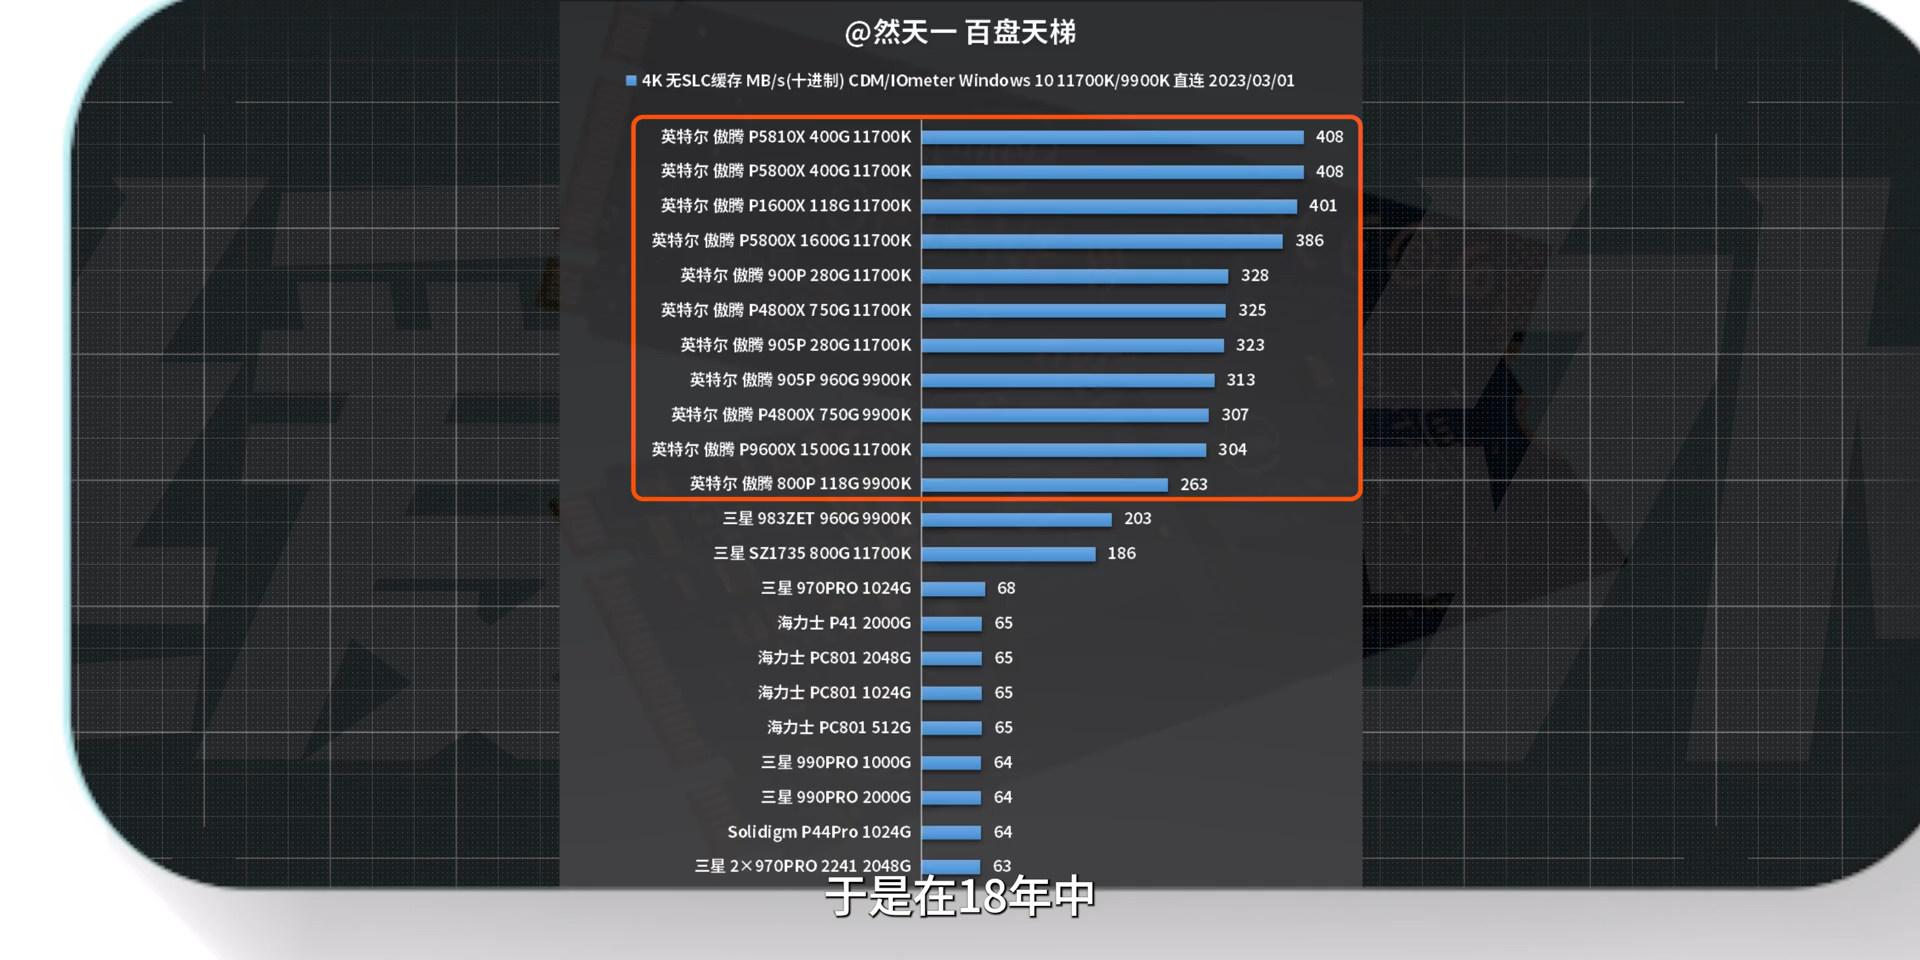 @然天一 百盘天梯
4K 无SLC缓存 MB/s(十进制) CDM/IOmeter Windows 10 11700K/9900K 直连 2023/03/01
英特尔 傲腾 P5810X 400G 11700K 408
英特尔 傲腾 P5800X 400G 11700K 408
英特尔 傲腾 P1600X 118G 11700K 401
英特尔 傲腾 P5800X 1600G 11700K 386
英特尔 傲腾 900P 280G 11700K 328
英特尔 傲腾 P4800X 750G 11700K 325
英特尔 傲腾 905P 280G 11700K 323
英特尔 傲腾 905P 960G 9900K 313
英特尔 傲腾 P4800X 750G 9900K 307
英特尔 傲腾 P9600X 1500G 11700K 304
英特尔 傲腾 800P 118G 9900K 263
三星 983ZET 960G 9900K 203
三星 SZ1735 800G 11700K 186
三星 970PRO 1024G 68
海力士 P41 2000G 65
海力士 PC801 2048G 65
海力士 PC801 1024G 65
海力士 PC801 512G 65
三星 990PRO 1000G 64
三星 990PRO 2000G 64
Solidigm P44Pro 1024G 64
三星 2×970PRO 2241 2048G 63
于是在18年中